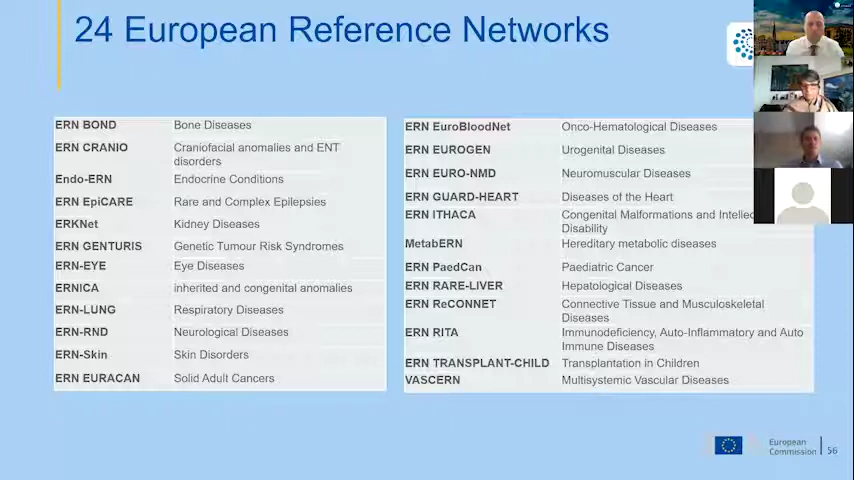 24 European Reference Networks
ERN BOND Bone Diseases
ERN CRANIO Craniofacial anomalies and ENT
disorders
Endo-ERN Endocrine Conditions
ERN EpiCARE Rare and Complex Epilepsies
ERKNet Kidney Diseases
ERN GENTURIS Genetic Tumour Risk Syndromes
ERN-EYE Eye Diseases
ERNICA inherited and congenital anomalies
ERN-LUNG Respiratory Diseases
ERN-RND Neurological Diseases
ERN-Skin Skin Disorders
ERN EURACAN Solid Adult Cancers
ERN EuroBloodNet Onco-Hematological Diseases
ERN EUROGEN Urogenital Diseases
ERN EURO-NMD Neuromuscular Diseases
ERN GUARD-HEART Diseases of the Heart
ERN ITHACA Congenital Malformations and
Disability
MetabERN Hereditary metabolic diseases
ERN PaedCan Paediatric Cancer
ERN RARE-LIVER Hepatological Diseases
ERN ReCONNET Connective Tissue and Musculoskeletal
Diseases
ERN RITA Immunodeficiency, Auto-Inflammatory and Auto
Immune Diseases
ERN TRANSPLANT-CHILD Transplantation in Children
VASCERN Multisystemic Vascular Diseases
European
Commission
56